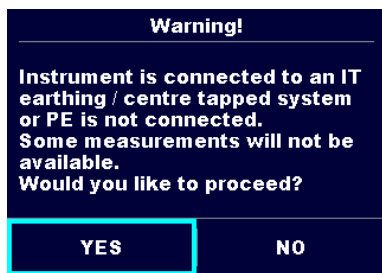 Warning!
Instrument is connected to an IT
earthing / centre tapped system
or PE is not connected.
Some measurements will not be
available.
Would you like to proceed?
YES
NO